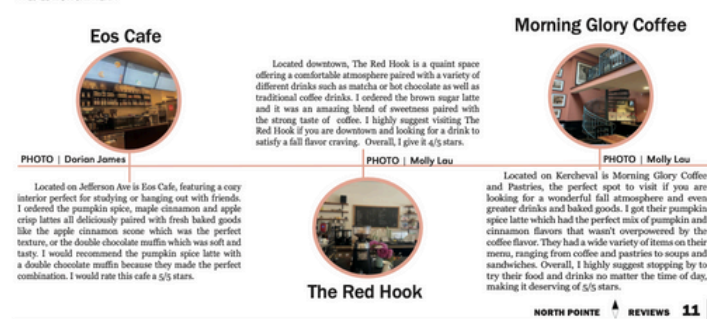 Eos Cafe
PHOTO | Dorian James
Located on Jefferson Ave is Eos Cafe, featuring a cozy
interior perfect for studying or hanging out with friends.
I ordered the pumpkin spice, maple cinnamon and apple
crisp lattes all deliciously paired with fresh baked goods
like the apple cinnamon scone which was the perfect
texture, or the double chocolate muffin which was soft and
tasty. I would recommend the pumpkin spice latte with
a double chocolate muffin because they made the perfect
combination. I would rate this cafe a 5/5 stars.
Located downtown, The Red Hook is a quaint space
offering a comfortable atmosphere paired with a variety of
different drinks such as matcha or hot chocolate as well as
traditional coffee drinks. I ordered the brown sugar latte
and it was an amazing blend of sweetness paired with
the strong taste of coffee. I highly suggest visiting The
Red Hook if you are downtown and looking for a drink to
satisfy a fall flavor craving. Overall, I give it 4/5 stars.
PHOTO | Molly Lau
The Red Hook
Morning Glory Coffee
PHOTO | Molly Lau
Located on Kercheval is Morning Glory Coffee
and Pastries, the perfect spot to visit if you are
looking for a wonderful fall atmosphere and even
greater drinks and baked goods. I got their pumpkin
spice latte which had the perfect mix of pumpkin and
cinnamon flavors that wasn't overpowered by the
coffee flavor. They had a wide variety of items on their
menu, ranging from coffee and pastries to soups and
sandwiches. Overall, I highly suggest stopping by to
try their food and drinks no matter the time of day,
making it deserving of 5/5 stars.
NORTH POINTE REVIEWS 11